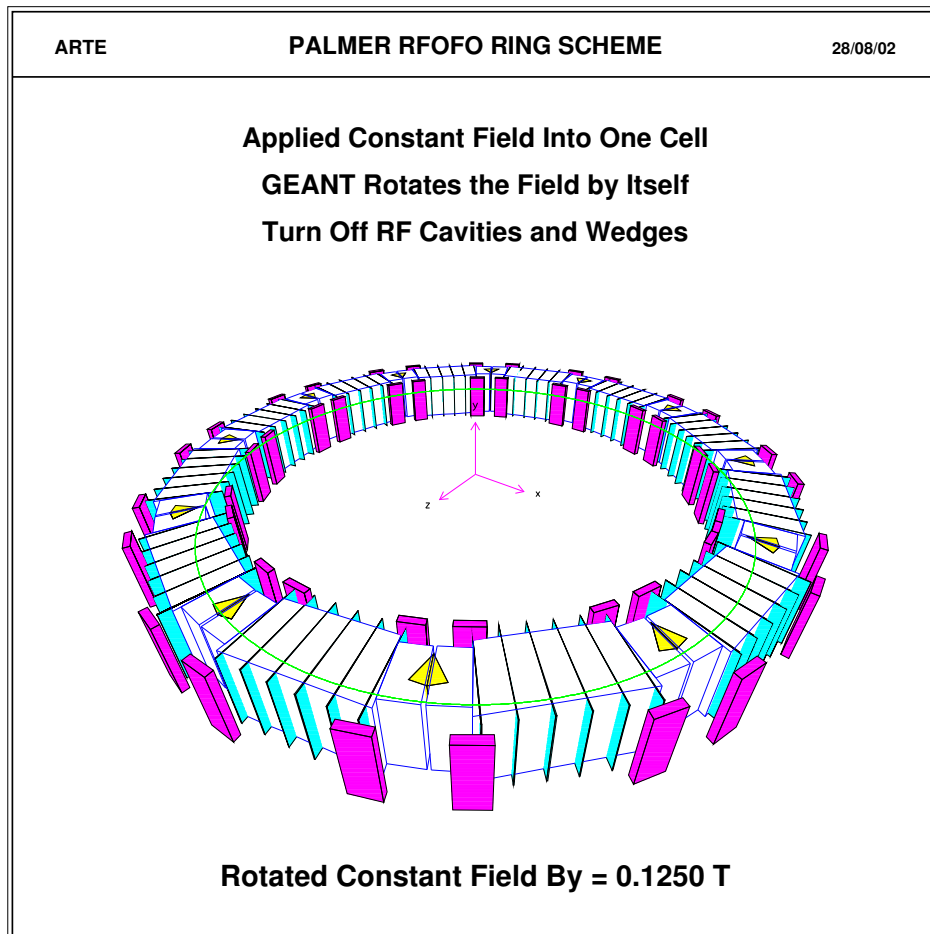 ARTE PALMER RFOFO RING SCHEME 28/08/02
Applied Constant Field Into One Cell
GEANT Rotates the Field by Itself
Turn Off RF Cavities and Wedges
y
x
z
Rotated Constant Field By = 0.1250 T